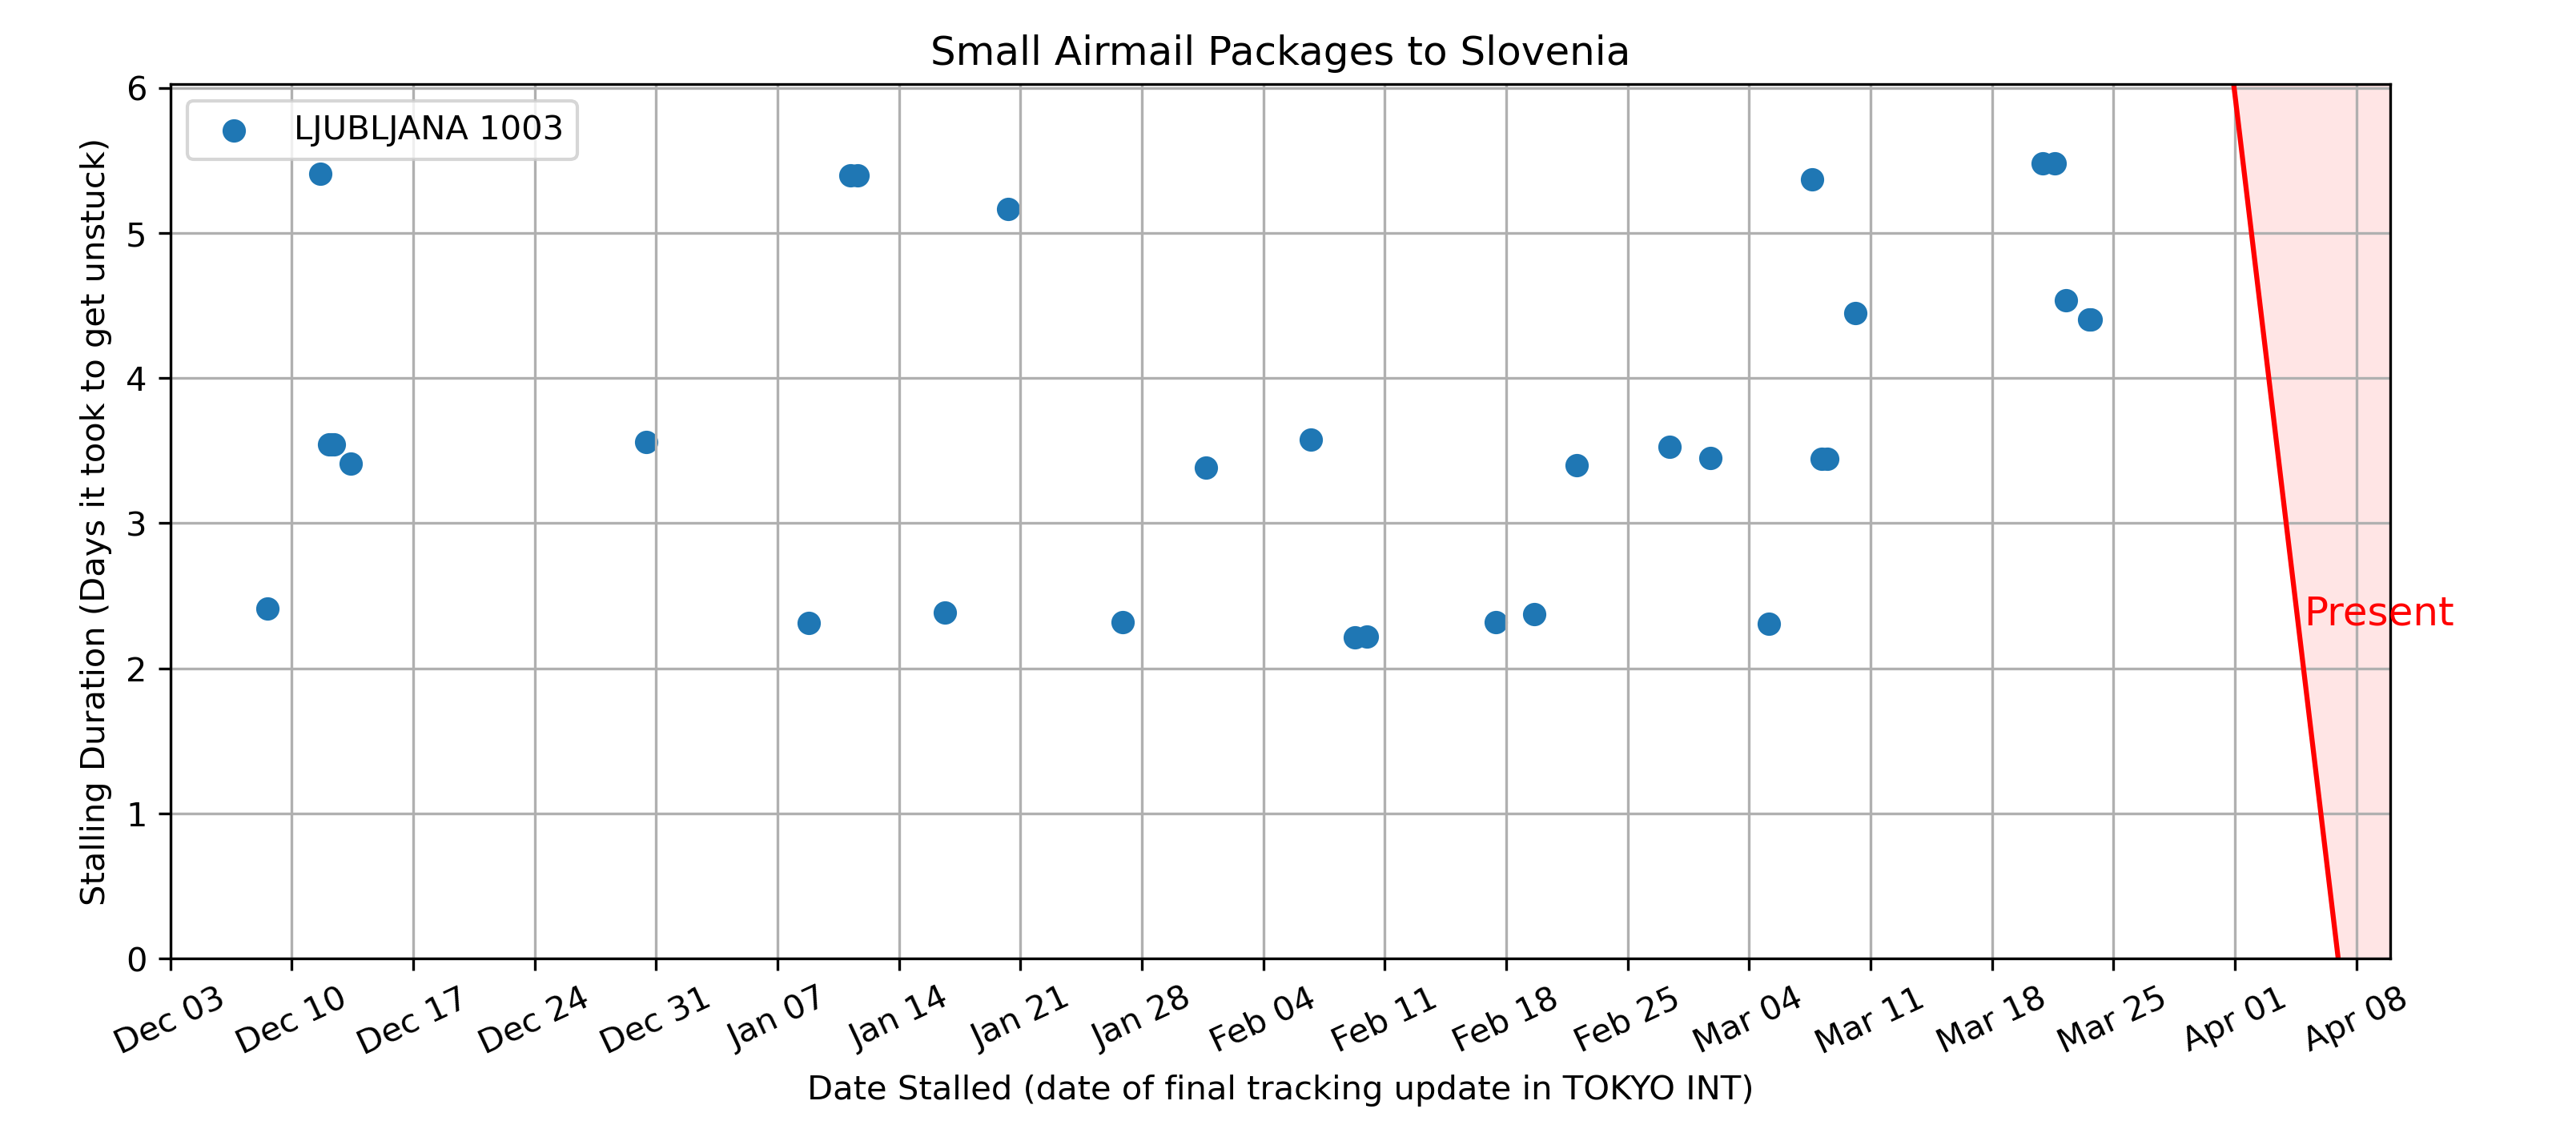 Small Airmail Packages to Slovenia
LJUBLJANA 1003
Stalling Duration (Days it took to get unstuck)
6
5
4
3
2
1
0
Present
Dec 03
Dec 10
Dec 17
Dec 24
Dec 31
Jan 07
Jan 14
Jan 21
Jan 28
Feb 04
Feb 11
Feb 18
Feb 25
Mar 04
Mar 11
Mar 18
Mar 25
Apr 01
Apr 08
Date Stalled (date of final tracking update in TOKYO INT)